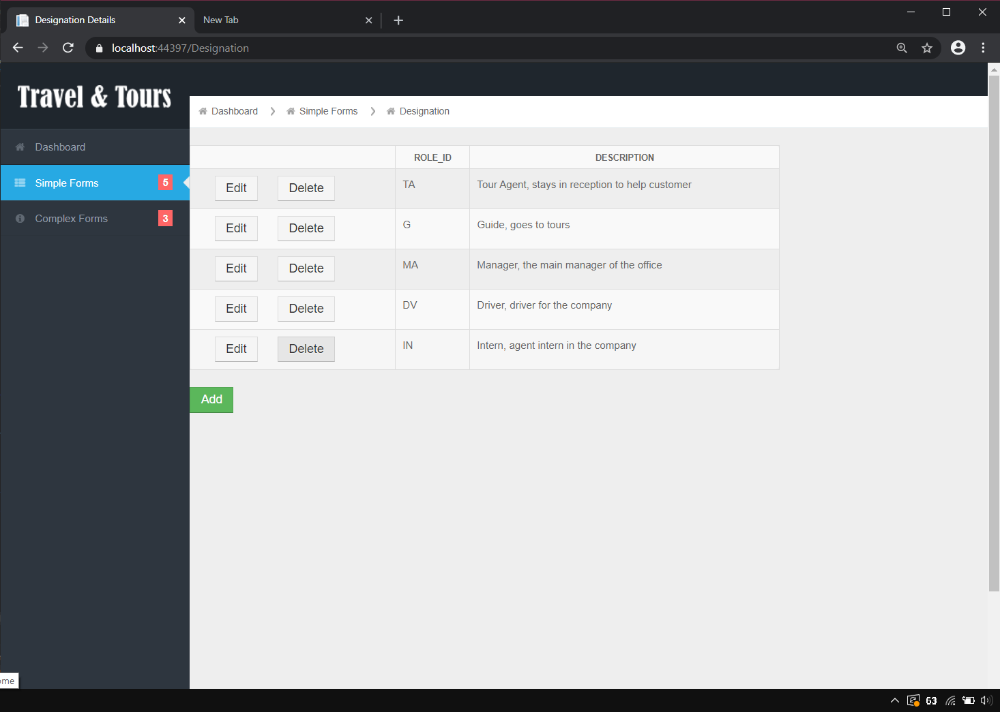 Designation Details
New Tab
localhost:44397/Designation
Travel & Tours
Dashboard
Simple Forms
Designation
Dashboard
Simple Forms 5
Complex Forms 3
ROLE_ID DESCRIPTION
Edit Delete TA Tour Agent, stays in reception to help customer
Edit Delete G Guide, goes to tours
Edit Delete MA Manager, the main manager of the office
Edit Delete DV Driver, driver for the company
Edit Delete IN Intern, agent intern in the company
Add
ome
63